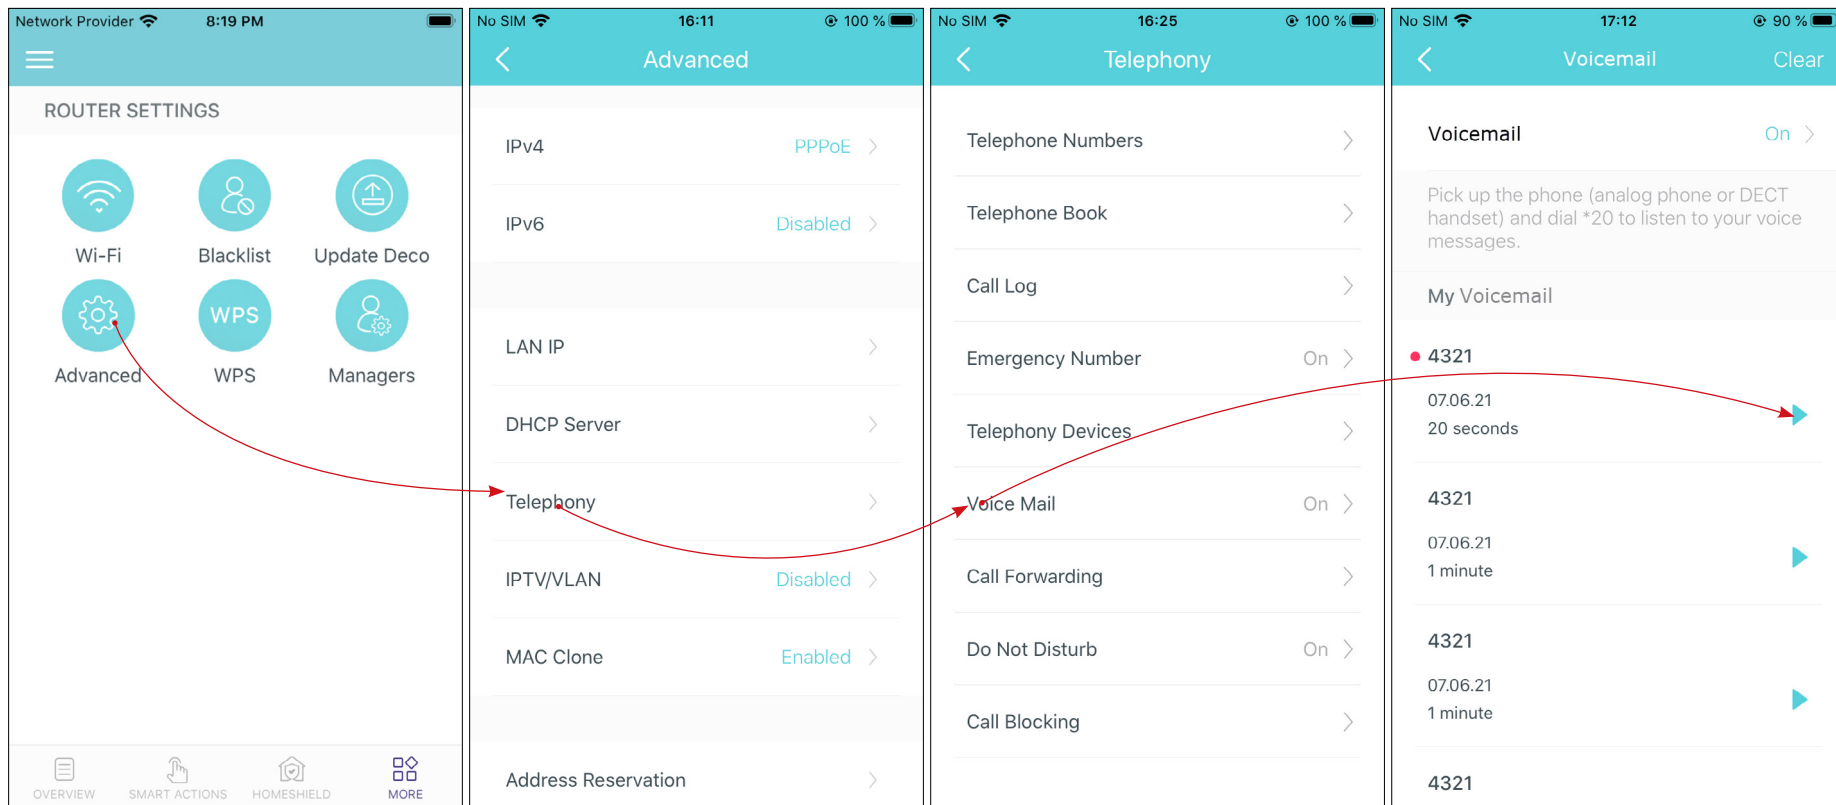 Network Provider 8:19 PM
ROUTER SETTINGS
Wi-Fi Blacklist Update Deco
WPS
Advanced WPS Managers
OVERVIEW SMART ACTIONS HOMESHIELD MORE
No SIM 16:11 100 %
Advanced
IPv4 PPPoE
IPv6 Disabled
LAN IP
DHCP Server
Telephony
IPTV/VLAN Disabled
MAC Clone Enabled
Address Reservation
No SIM 16:25 100 %
Telephony
Telephone Numbers
Telephone Book
Call Log
Emergency Number On
Telephony Devices
Voice Mail On
Call Forwarding
Do Not Disturb On
Call Blocking
No SIM 17:12 90 %
Voicemail Clear
Voicemail On
Pick up the phone (analog phone or DECT
handset) and dial *20 to listen to your voice
messages.
My Voicemail
4321
07.06.21
20 seconds
4321
07.06.21
1 minute
4321
07.06.21
1 minute
4321